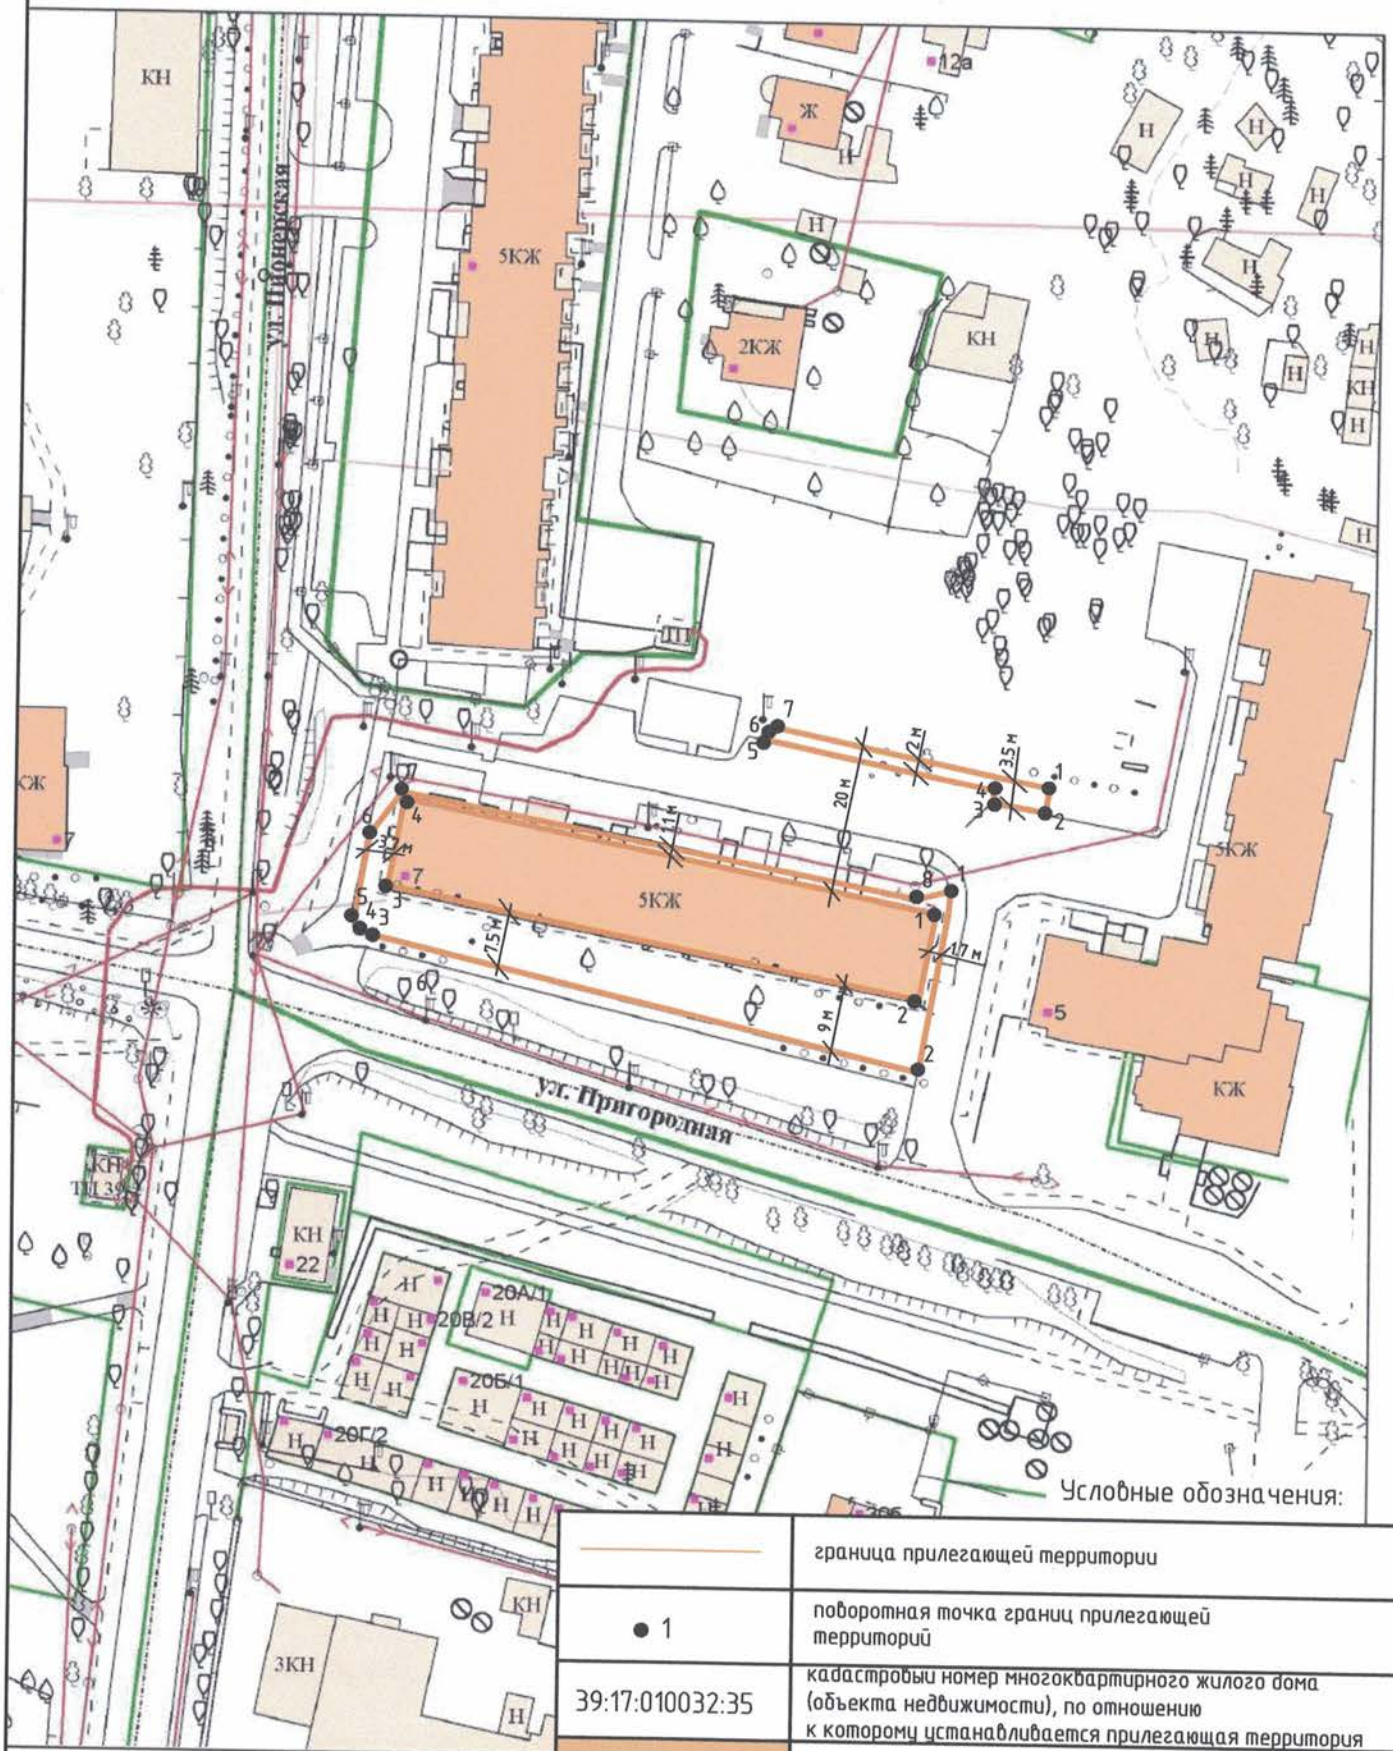 КН
ул. Пионерская
5КЖ
12а
Ж
Н
Н
Н
Н
Н
Н
Н
2КЖ
КН
Н
Н
Н
КН
Н
Н
КЖ
7
6
5
7
1
4
3
2
2 м
3.5 м
20 м
11 м
7
4
6
5
4
3
3
7
5КЖ
8
1
1
1.7 м
2
2
7.5 м
9 м
6
5КЖ
5
КЖ
ул. Пригородная
КН
ТП 39
КН
22
Н
20А/1
Н
20В/2
Н
Н
Н
Н
Н
Н
Н
Н
Н
Н
Н
20Б/1
Н
Н
Н
Н
Н
Н
Н
Н
Н
20Г/2
Н
Н
Н
Н
Н
Н
Н
3КН
КН
Н
Условные обозначения:
граница прилегающей территории
1
поворотная точка границ прилегающей
территорий
39:17:010032:35
кадастровый номер многоквартирного жилого дома
(объекта недвижимости), по отношению
к которому устанавливается прилегающая территория